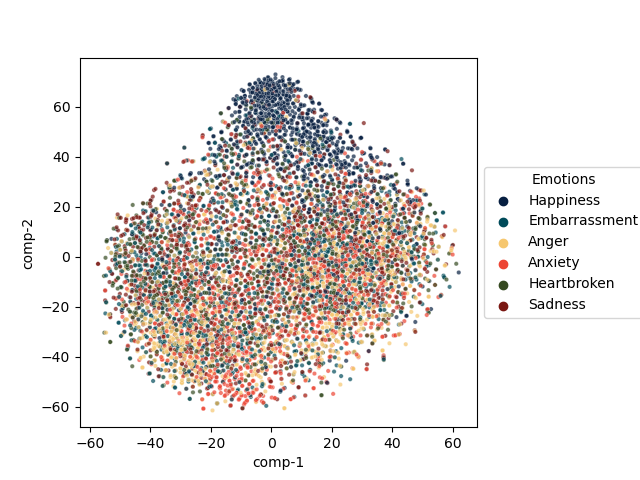 60
40
20
0
−20
−40
−60
comp-2
−60 −40 −20 0 20 40 60
comp-1
Emotions
Happiness
Embarrassment
Anger
Anxiety
Heartbroken
Sadness